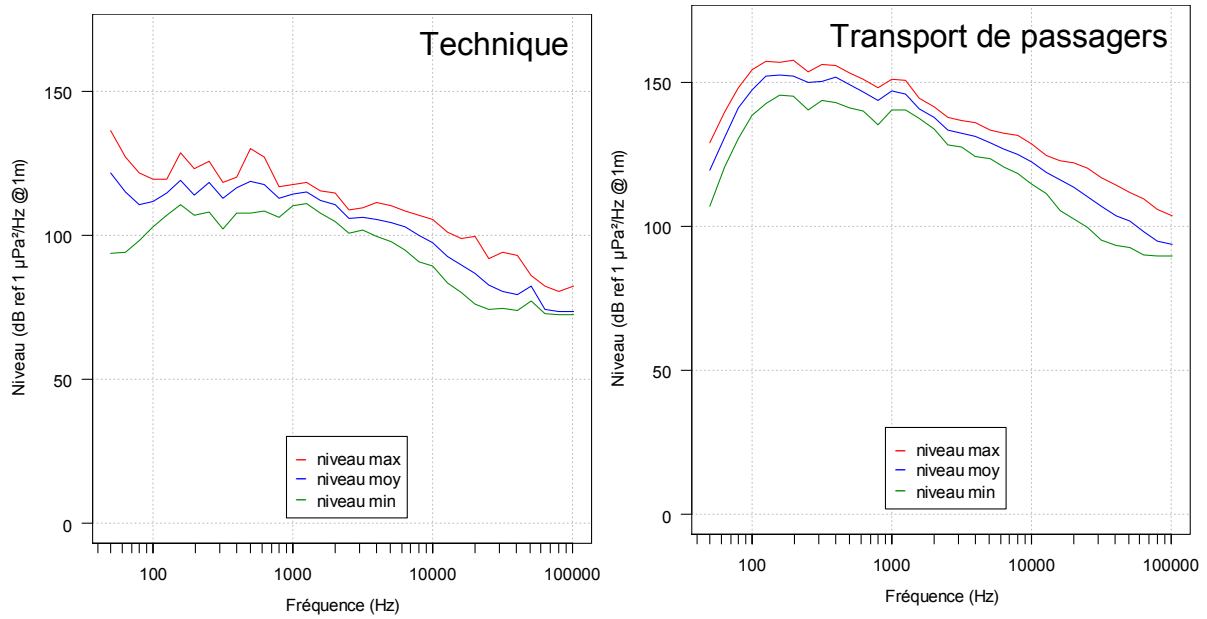 Technique
Niveau (dB ref 1 µPa²/Hz @1m)
150
100
50
0
niveau max
niveau moy
niveau min
100
1000
10000
100000
Fréquence (Hz)
Transport de passagers
Niveau (dB ref 1 µPa²/Hz @1m)
150
100
50
0
niveau max
niveau moy
niveau min
100
1000
10000
100000
Fréquence (Hz)